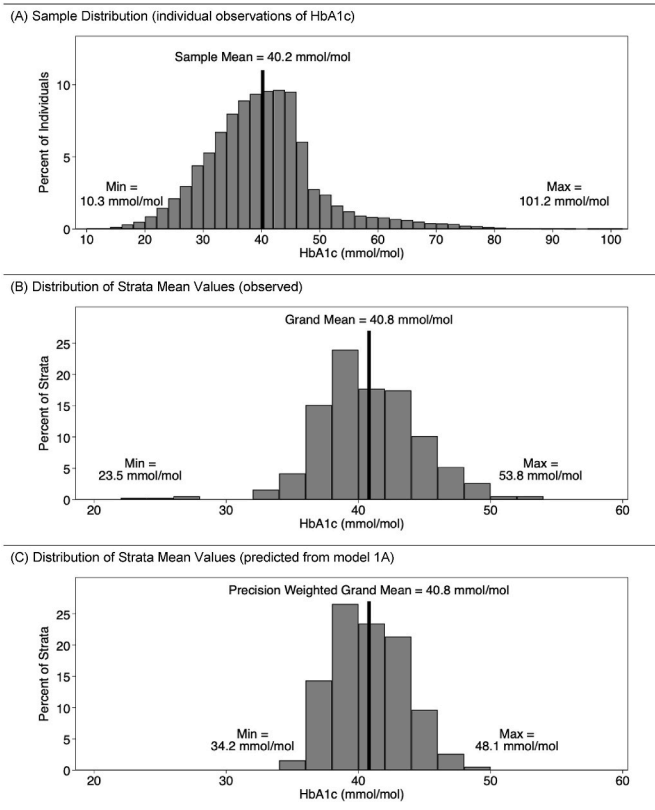 (A) Sample Distribution (individual observations of HbA1c)
Sample Mean = 40.2 mmol/mol
Percent of Individuals
10
5
0
Min =
10.3 mmol/mol
Max =
101.2 mmol/mol
10 20 30 40 50 60 70 80 90 100
HbA1c (mmol/mol)
(B) Distribution of Strata Mean Values (observed)
Grand Mean = 40.8 mmol/mol
Percent of Strata
25
20
15
10
5
0
Min =
23.5 mmol/mol
Max =
53.8 mmol/mol
20 30 40 50 60
HbA1c (mmol/mol)
(C) Distribution of Strata Mean Values (predicted from model 1A)
Precision Weighted Grand Mean = 40.8 mmol/mol
Percent of Strata
25
20
15
10
5
0
Min =
34.2 mmol/mol
Max =
48.1 mmol/mol
20 30 40 50 60
HbA1c (mmol/mol)